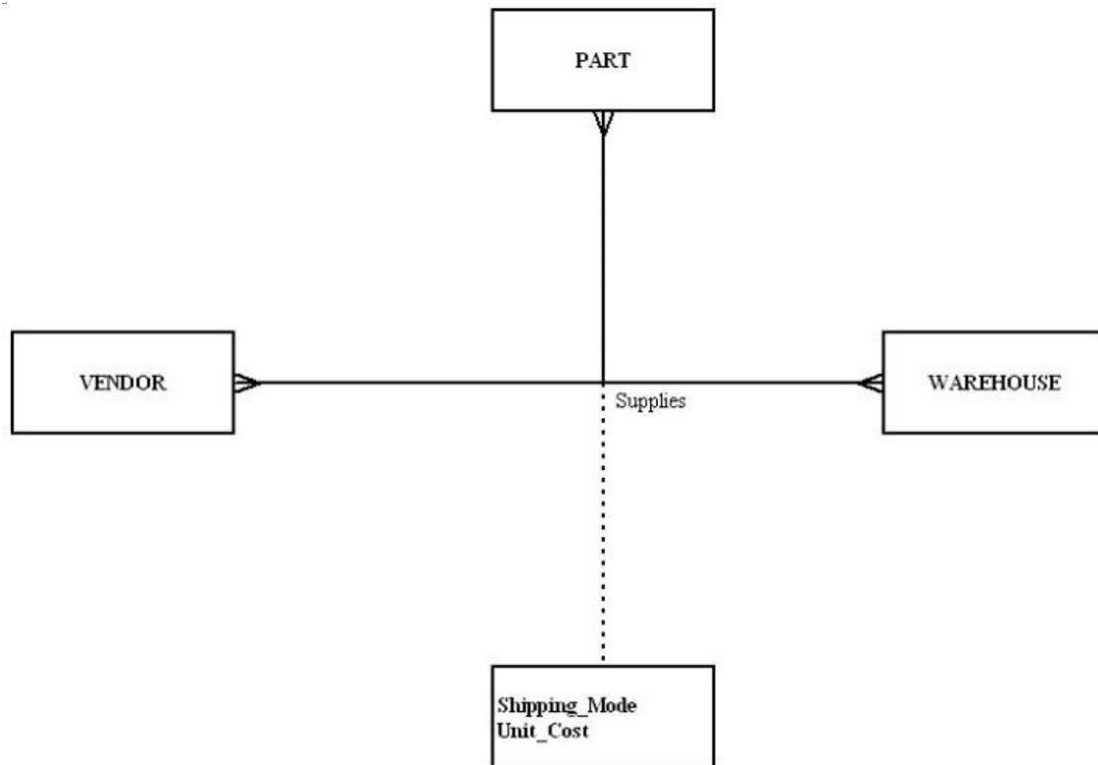 PART
VENDOR
WAREHOUSE
Supplies
Shipping_Mode
Unit_Cost